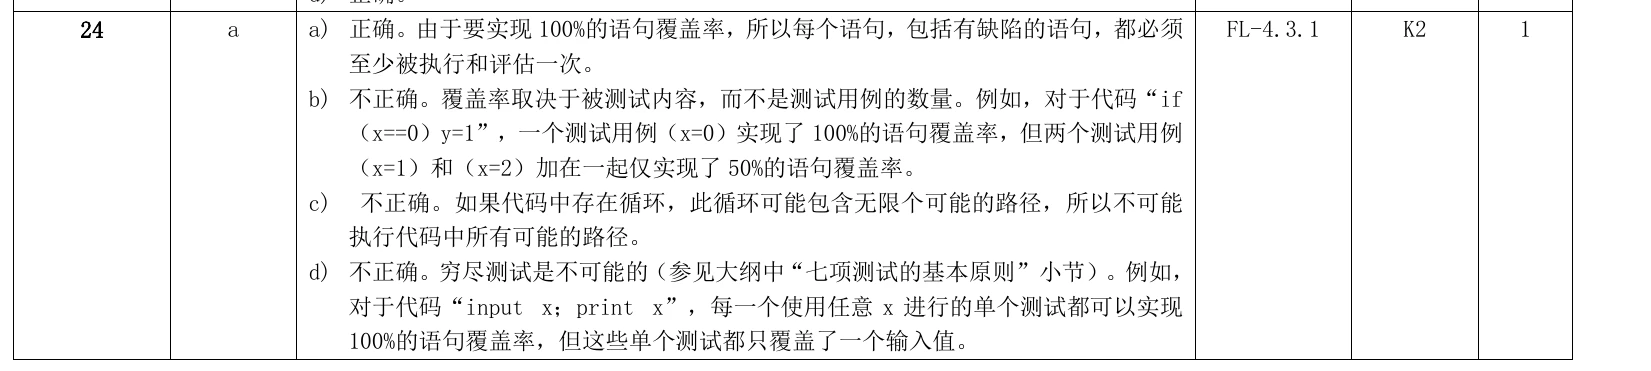 d) 正确。
24 a a) 正确。由于要实现 100%的语句覆盖率，所以每个语句，包括有缺陷的语句，都必须 FL-4.3.1 K2 1
至少被执行和评估一次。
b) 不正确。覆盖率取决于被测试内容，而不是测试用例的数量。例如，对于代码“if
（x==0）y=1”，一个测试用例（x=0）实现了 100%的语句覆盖率，但两个测试用例
（x=1）和（x=2）加在一起仅实现了 50%的语句覆盖率。
c) 不正确。如果代码中存在循环，此循环可能包含无限个可能的路径，所以不可能
执行代码中所有可能的路径。
d) 不正确。穷尽测试是不可能的（参见大纲中“七项测试的基本原则”小节）。例如，
对于代码“input x；print x”，每一个使用任意 x 进行的单个测试都可以实现
100%的语句覆盖率，但这些单个测试都只覆盖了一个输入值。